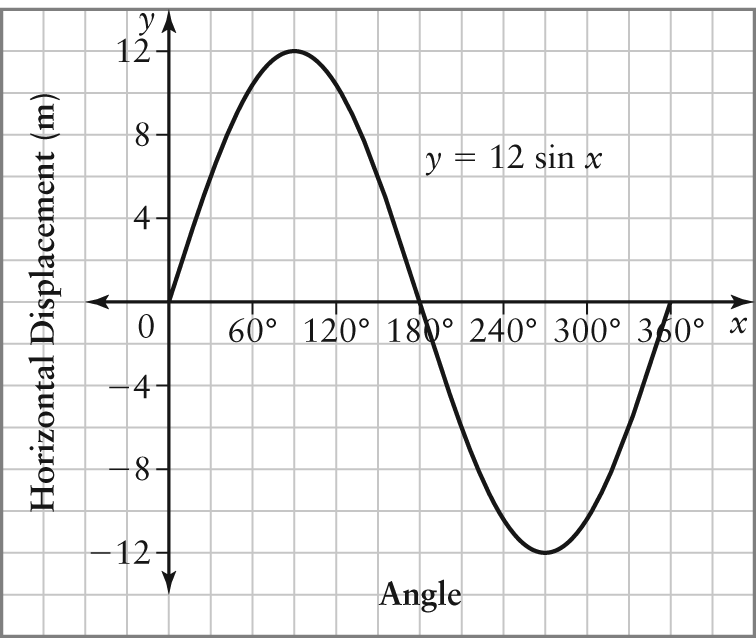 y
12
8
y = 12 sin x
4
0
60° 120° 180° 240° 300° 360° x
−4
−8
−12
Horizontal Displacement (m)
Angle